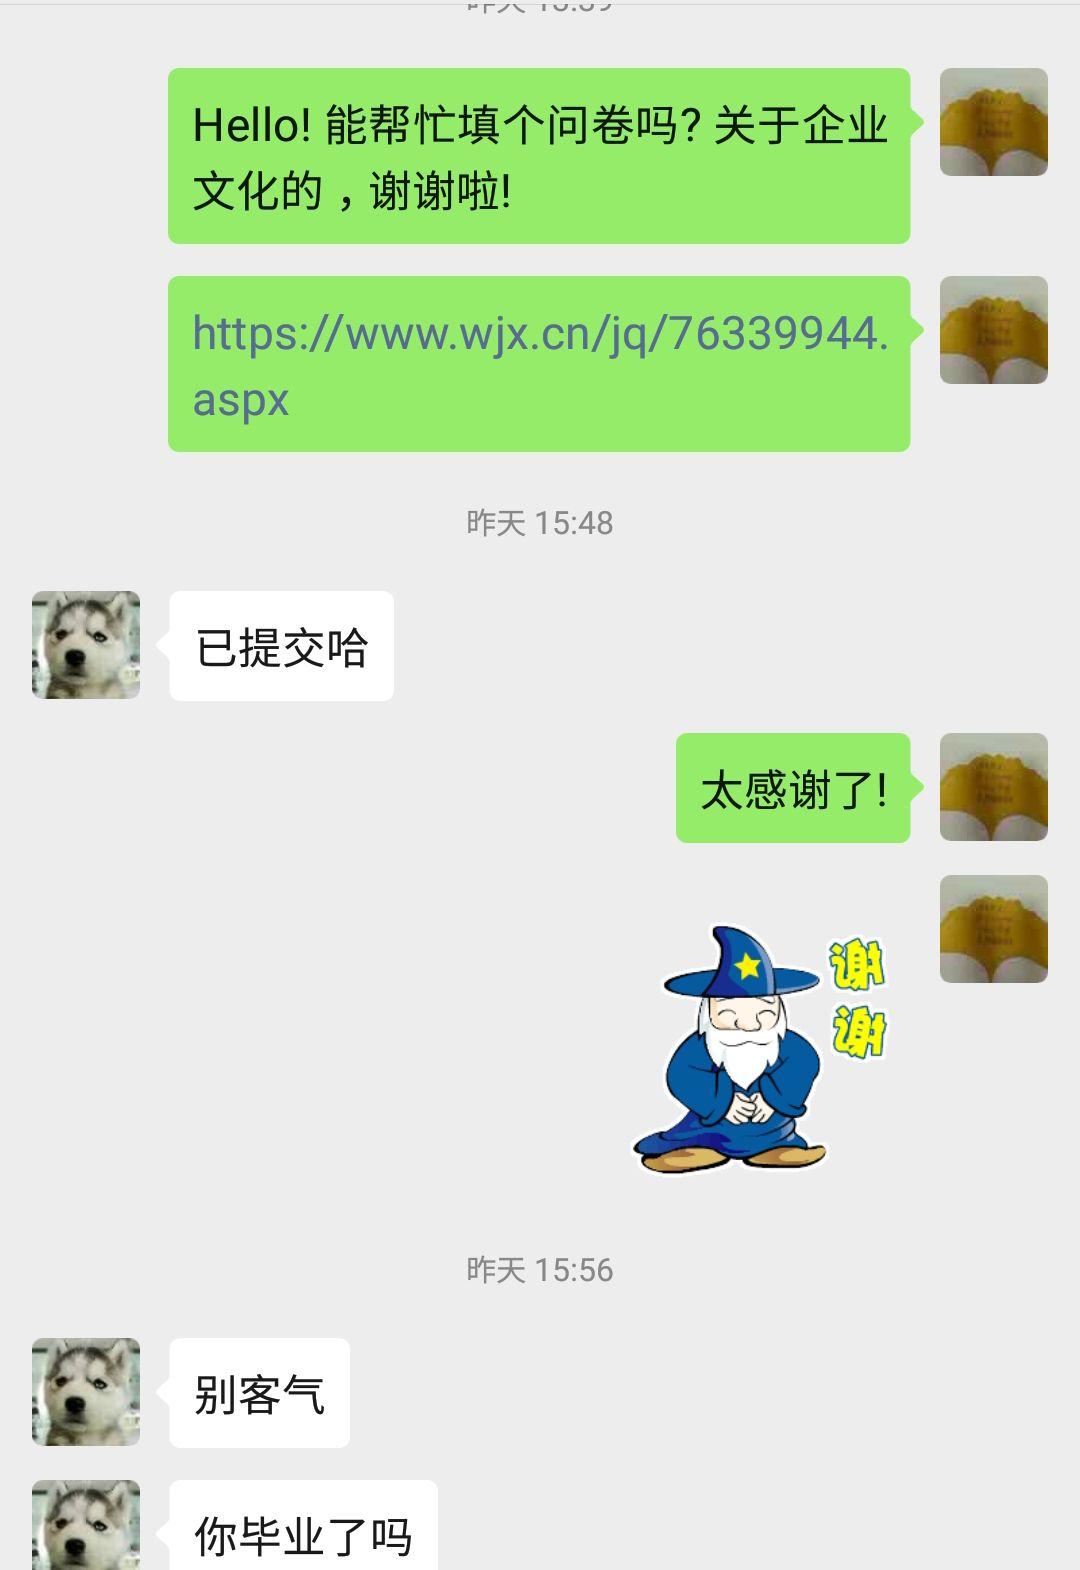 Hello! 能帮忙填个问卷吗? 关于企业
文化的，谢谢啦!
https://www.wjx.cn/jq/76339944.
aspx
昨天 15:48
已提交哈
太感谢了!
谢
谢
昨天 15:56
别客气
你毕业了吗